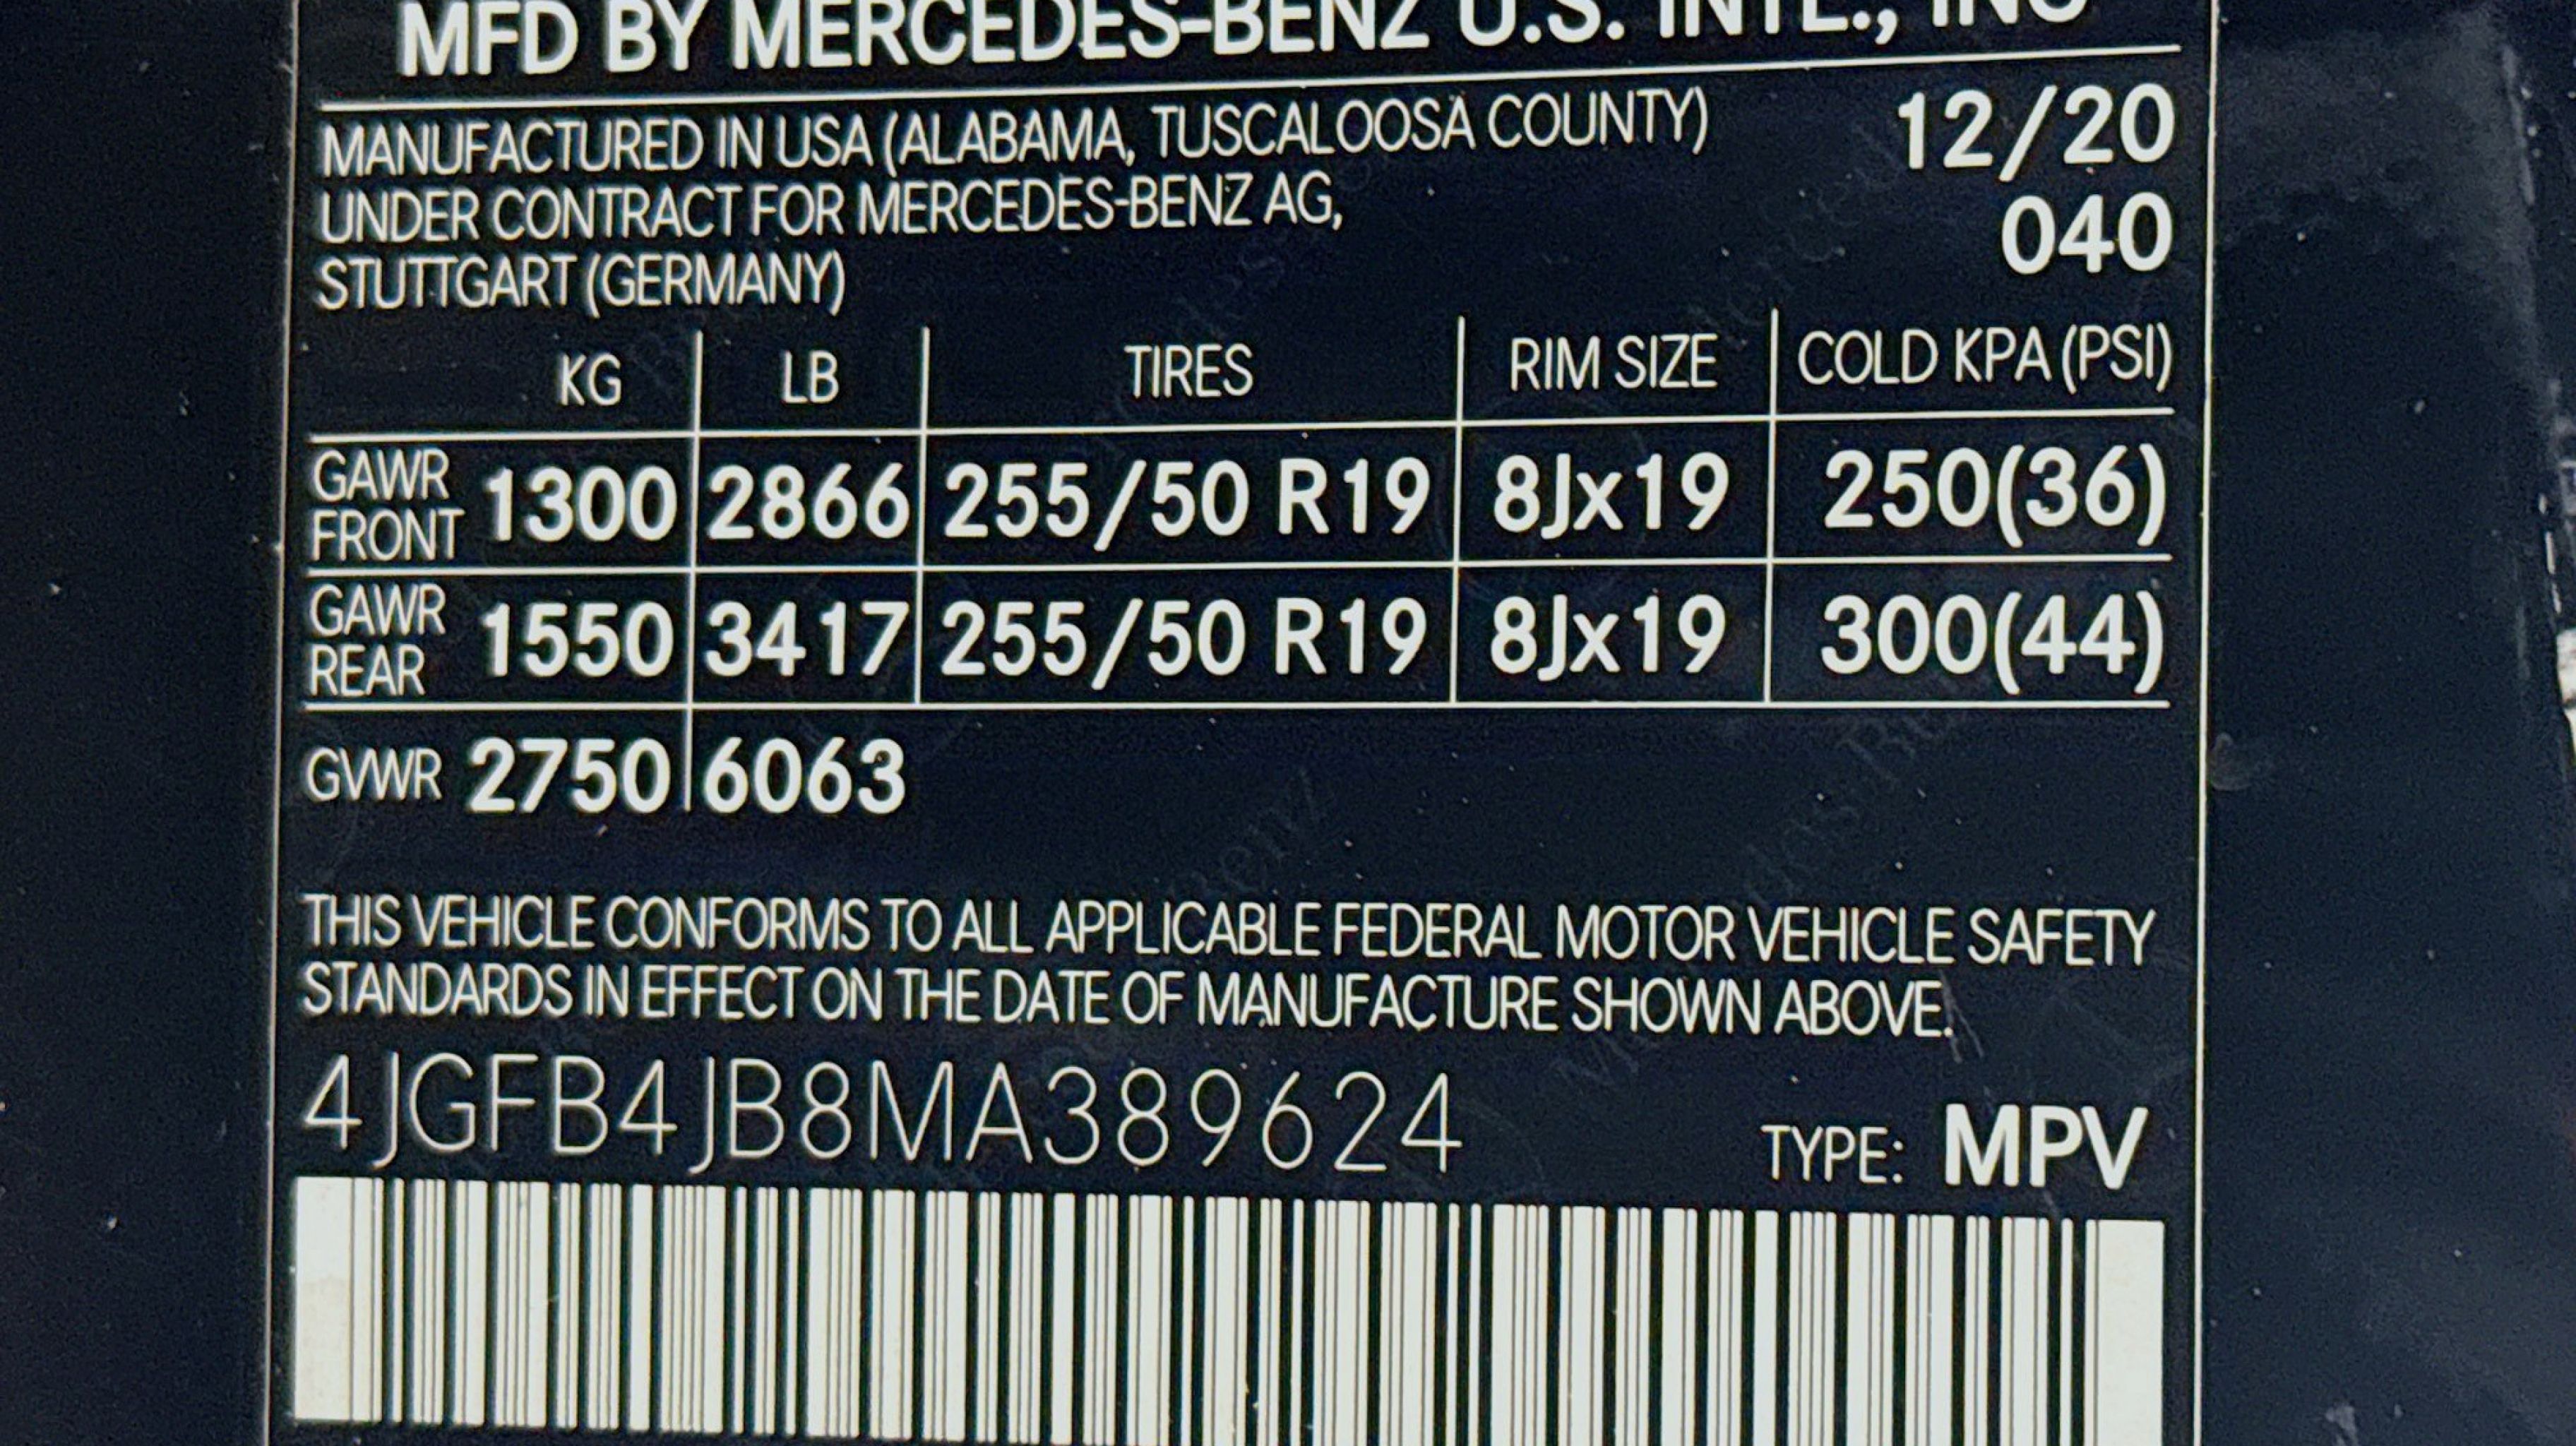 MFD BY MERCEDES-BENZ U.S. INTL., INC
MANUFACTURED IN USA (ALABAMA, TUSCALOOSA COUNTY) 12/20
UNDER CONTRACT FOR MERCEDES-BENZ AG, 040
STUTTGART (GERMANY)
KG LB TIRES RIM SIZE COLD KPA (PSI)
GAWR FRONT 1300 2866 255/50 R19 8Jx19 250(36)
GAWR REAR 1550 3417 255/50 R19 8Jx19 300(44)
GVWR 2750 6063
THIS VEHICLE CONFORMS TO ALL APPLICABLE FEDERAL MOTOR VEHICLE SAFETY
STANDARDS IN EFFECT ON THE DATE OF MANUFACTURE SHOWN ABOVE.
4JGFB4JB8MA389624 TYPE: MPV